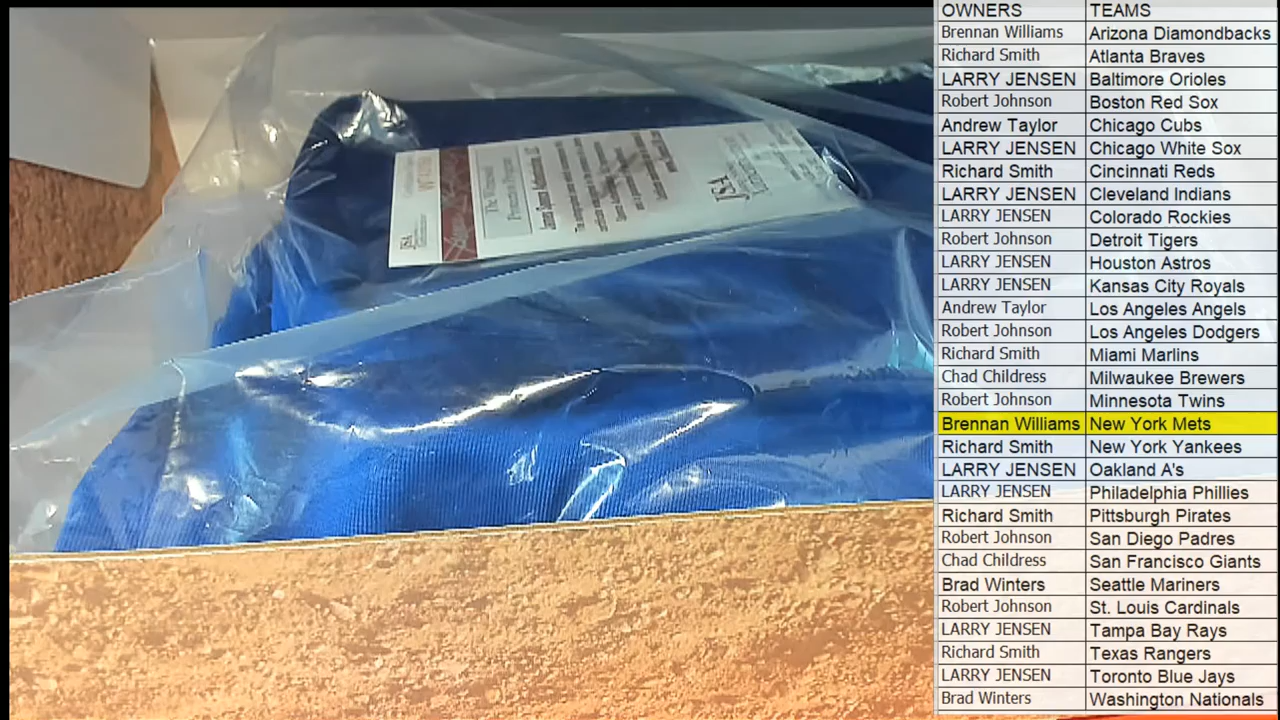 OWNERS TEAMS
Brennan Williams Arizona Diamondbacks
Richard Smith Atlanta Braves
LARRY JENSEN Baltimore Orioles
Robert Johnson Boston Red Sox
Andrew Taylor Chicago Cubs
LARRY JENSEN Chicago White Sox
Richard Smith Cincinnati Reds
LARRY JENSEN Cleveland Indians
LARRY JENSEN Colorado Rockies
Robert Johnson Detroit Tigers
LARRY JENSEN Houston Astros
LARRY JENSEN Kansas City Royals
Andrew Taylor Los Angeles Angels
Robert Johnson Los Angeles Dodgers
Richard Smith Miami Marlins
Chad Childress Milwaukee Brewers
Robert Johnson Minnesota Twins
Brennan Williams New York Mets
Richard Smith New York Yankees
LARRY JENSEN Oakland A's
LARRY JENSEN Philadelphia Phillies
Richard Smith Pittsburgh Pirates
Robert Johnson San Diego Padres
Chad Childress San Francisco Giants
Brad Winters Seattle Mariners
Robert Johnson St. Louis Cardinals
LARRY JENSEN Tampa Bay Rays
Richard Smith Texas Rangers
LARRY JENSEN Toronto Blue Jays
Brad Winters Washington Nationals
JSA
The
JSA